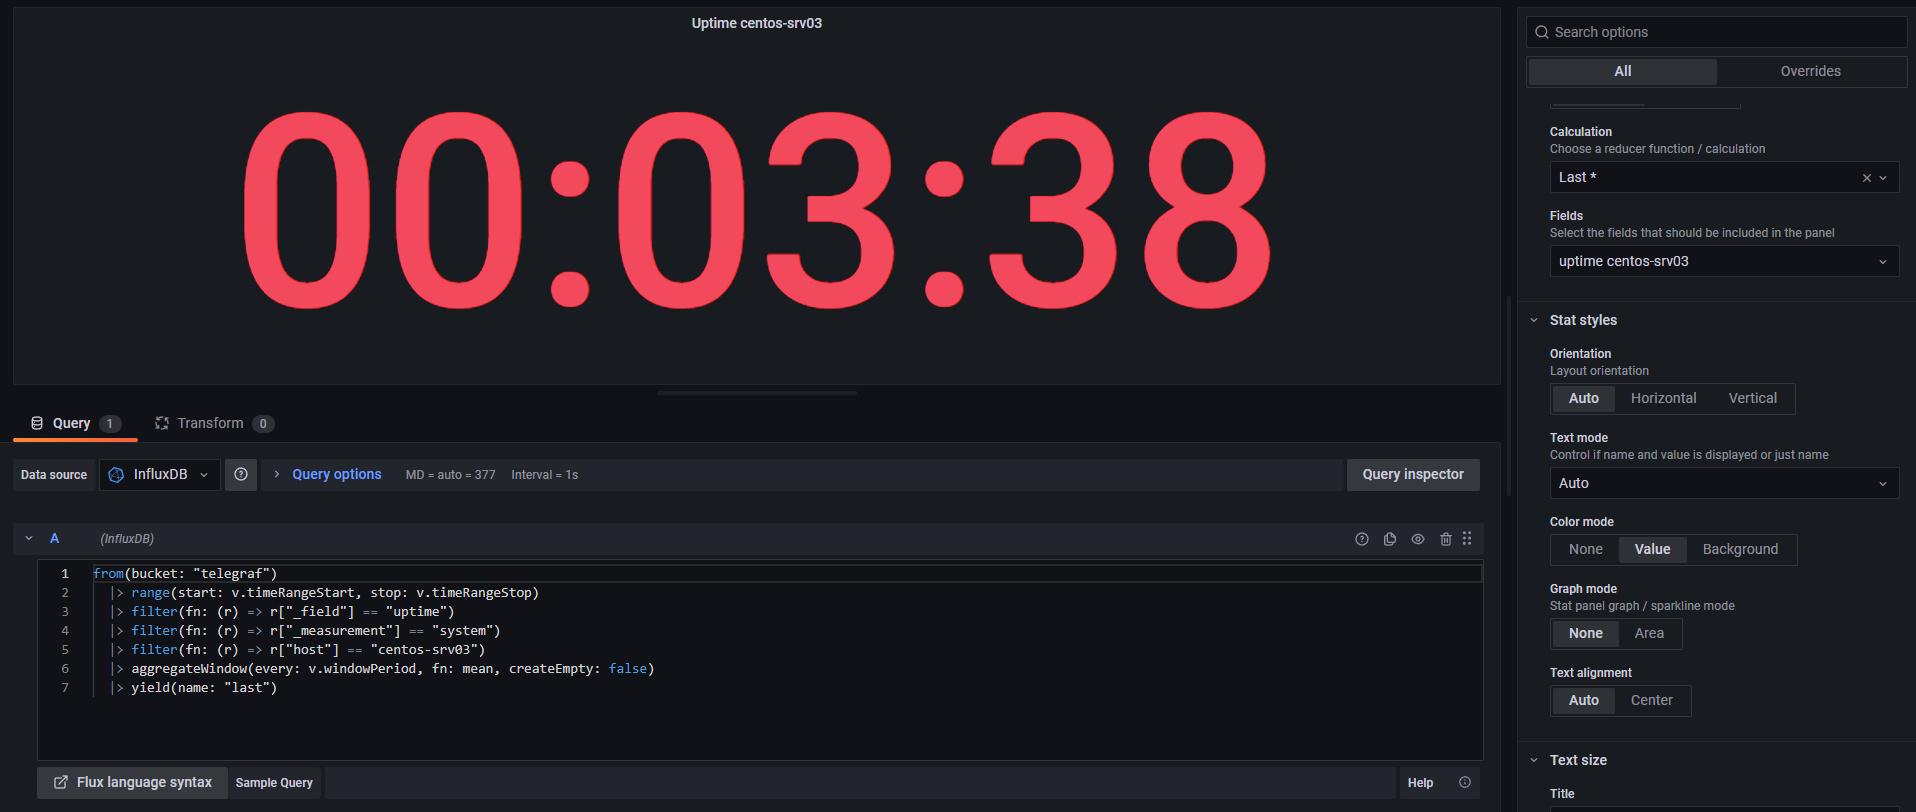 Uptime centos-srv03
00:03:38
Query 1
Transform 0
Data source
InfluxDB
Query options
MD = auto = 377
Interval = 1s
Query inspector
A
(InfluxDB)
1 from(bucket: "telegraf")
2 |> range(start: v.timeRangeStart, stop: v.timeRangeStop)
3 |> filter(fn: (r) => r["_field"] == "uptime")
4 |> filter(fn: (r) => r["_measurement"] == "system")
5 |> filter(fn: (r) => r["host"] == "centos-srv03")
6 |> aggregateWindow(every: v.windowPeriod, fn: mean, createEmpty: false)
7 |> yield(name: "last")
Flux language syntax
Sample Query
Help
Search options
All
Overrides
Calculation
Choose a reducer function / calculation
Last *
Fields
Select the fields that should be included in the panel
uptime centos-srv03
Stat styles
Orientation
Layout orientation
Auto Horizontal Vertical
Text mode
Control if name and value is displayed or just name
Auto
Color mode
None Value Background
Graph mode
Stat panel graph / sparkline mode
None Area
Text alignment
Auto Center
Text size
Title